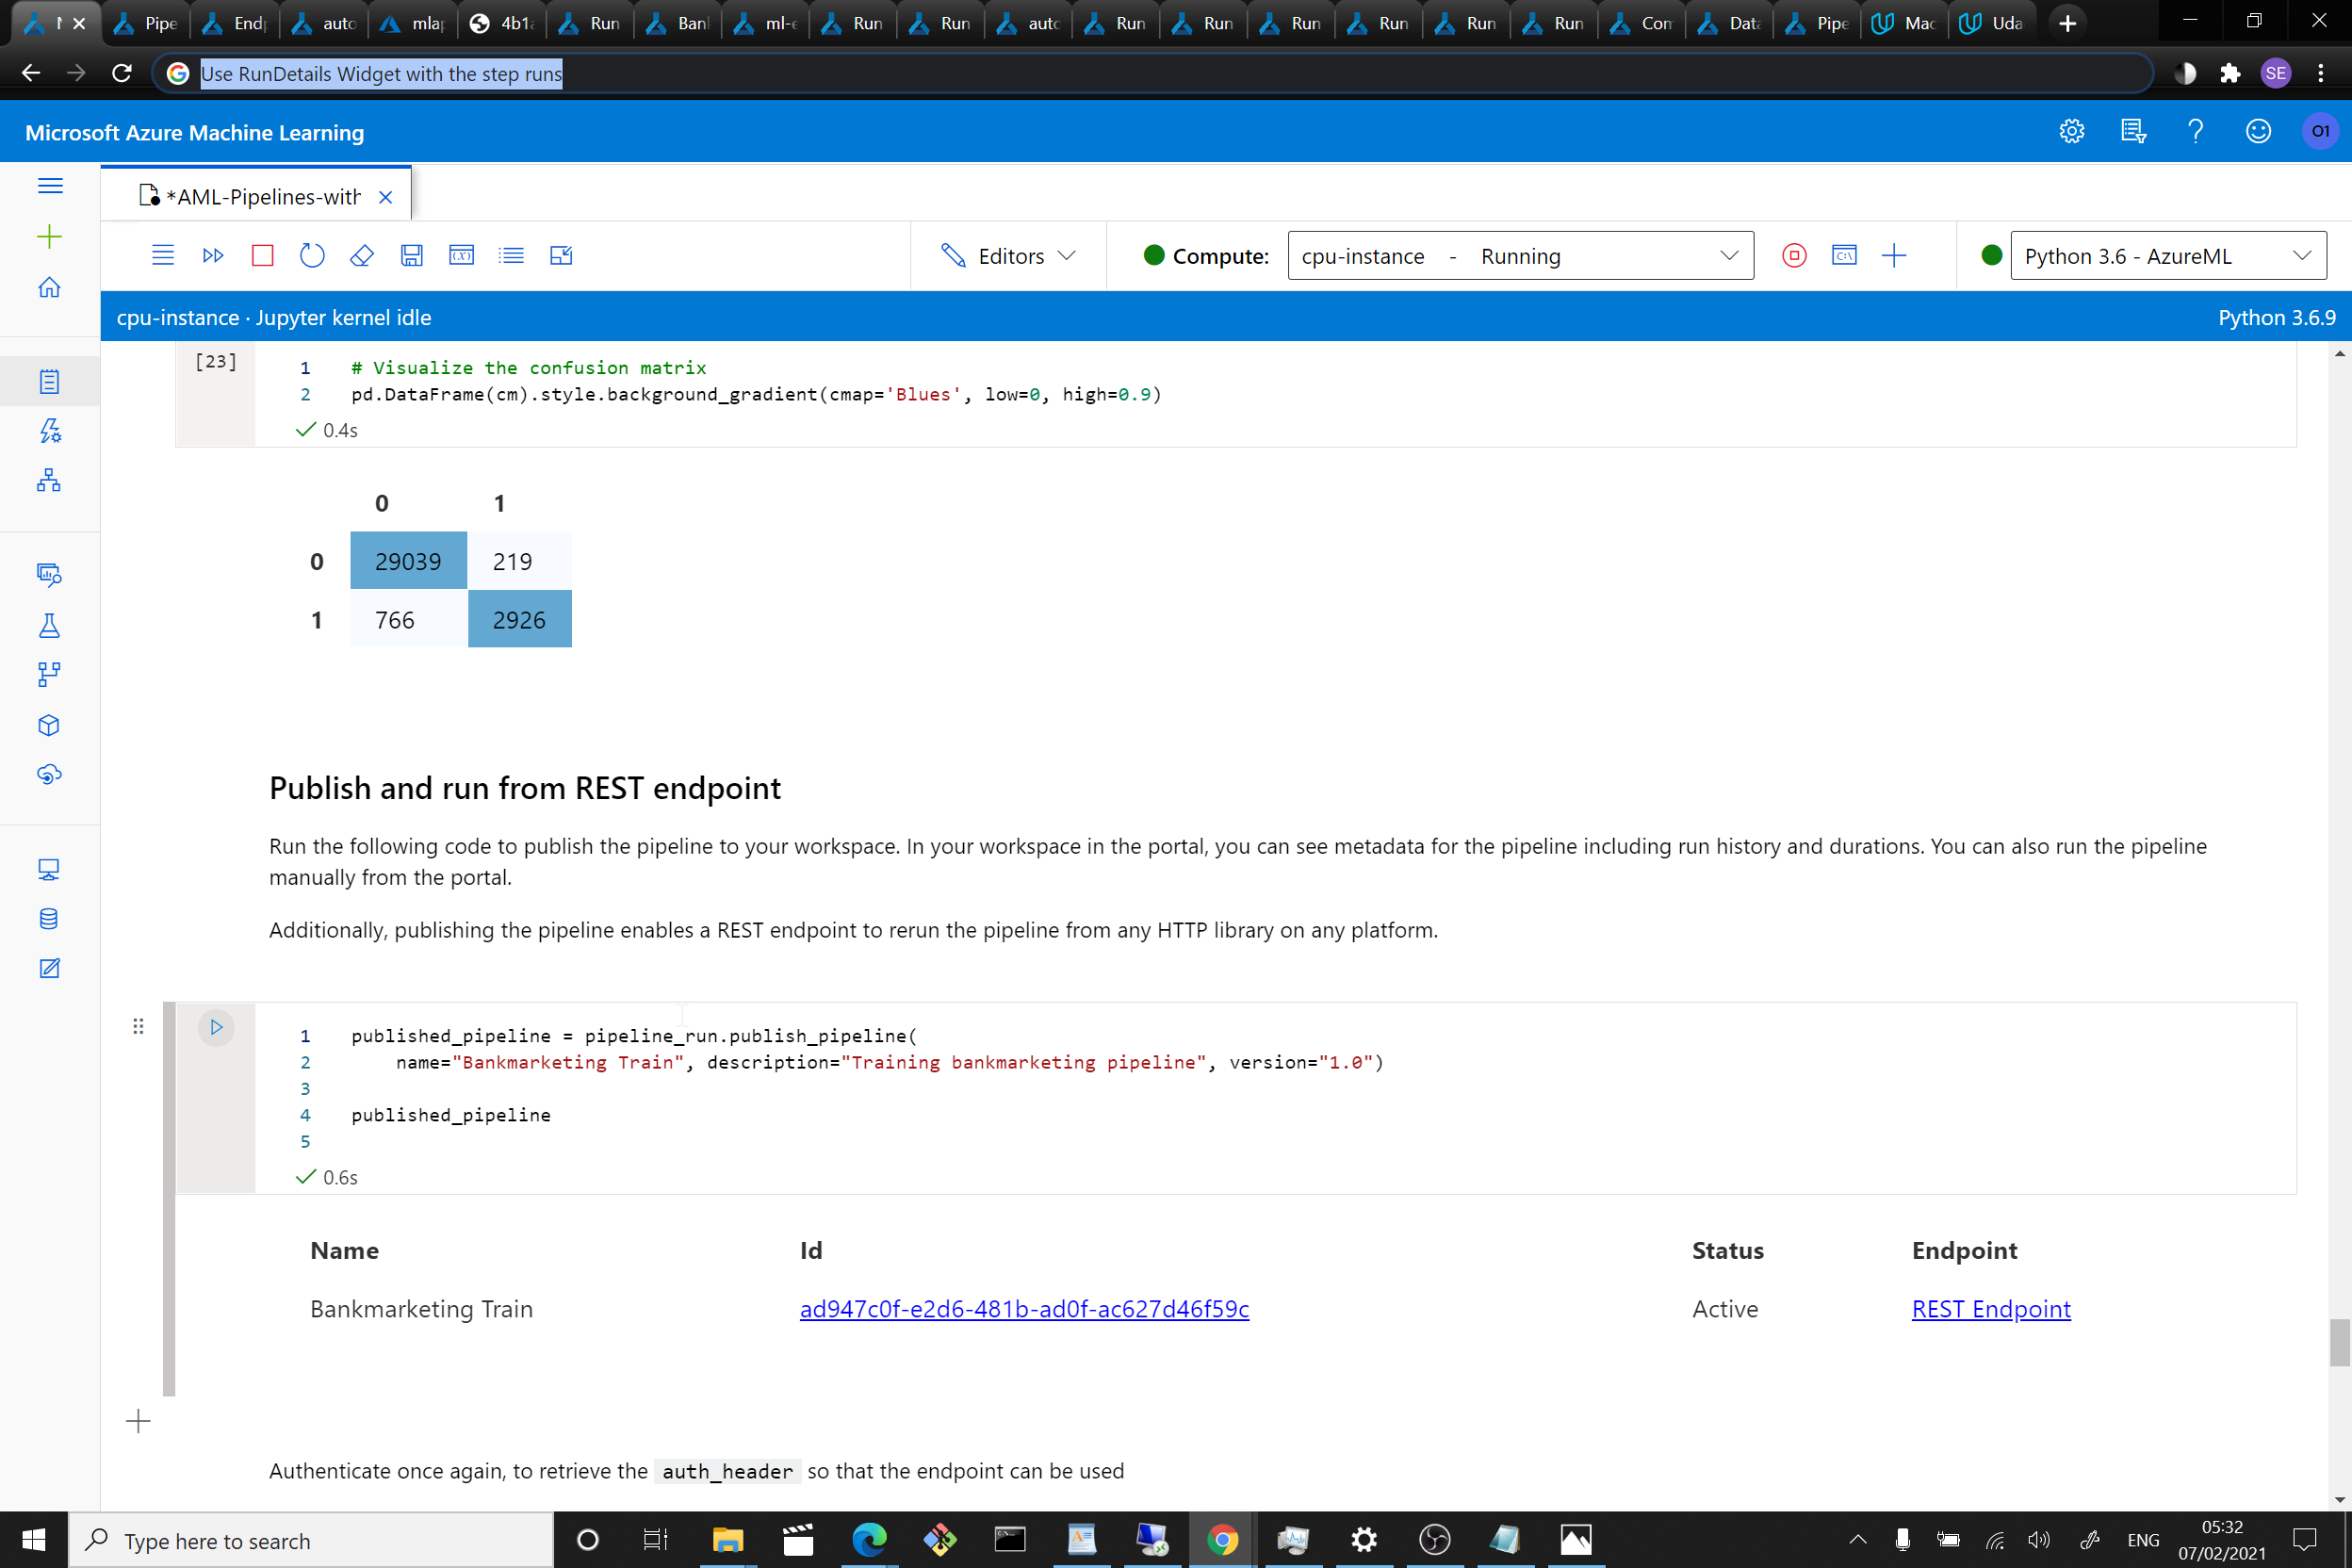 Pipe
End
auto
mla
4b1
Run
Ban
ml-e
Run
Run
auto
Run
Run
Run
Run
Run
Run
Con
Data
Pipe
Mac
Uda
Use RunDetails Widget with the step runs
SE
Microsoft Azure Machine Learning
?
O1
*AML-Pipelines-with
Editors
Compute:
cpu-instance - Running
Python 3.6 - AzureML
cpu-instance · Jupyter kernel idle
Python 3.6.9
[23]
1 # Visualize the confusion matrix
2 pd.DataFrame(cm).style.background_gradient(cmap='Blues', low=0, high=0.9)
0.4s
0 1
0 29039 219
1 766 2926
Publish and run from REST endpoint
Run the following code to publish the pipeline to your workspace. In your workspace in the portal, you can see metadata for the pipeline including run history and durations. You can also run the pipeline
manually from the portal.
Additionally, publishing the pipeline enables a REST endpoint to rerun the pipeline from any HTTP library on any platform.
1 published_pipeline = pipeline_run.publish_pipeline(
2 name="Bankmarketing Train", description="Training bankmarketing pipeline", version="1.0")
3
4 published_pipeline
5
0.6s
Name Id Status Endpoint
Bankmarketing Train ad947c0f-e2d6-481b-ad0f-ac627d46f59c Active REST Endpoint
Authenticate once again, to retrieve the auth_header so that the endpoint can be used
Type here to search
ENG
05:32
07/02/2021